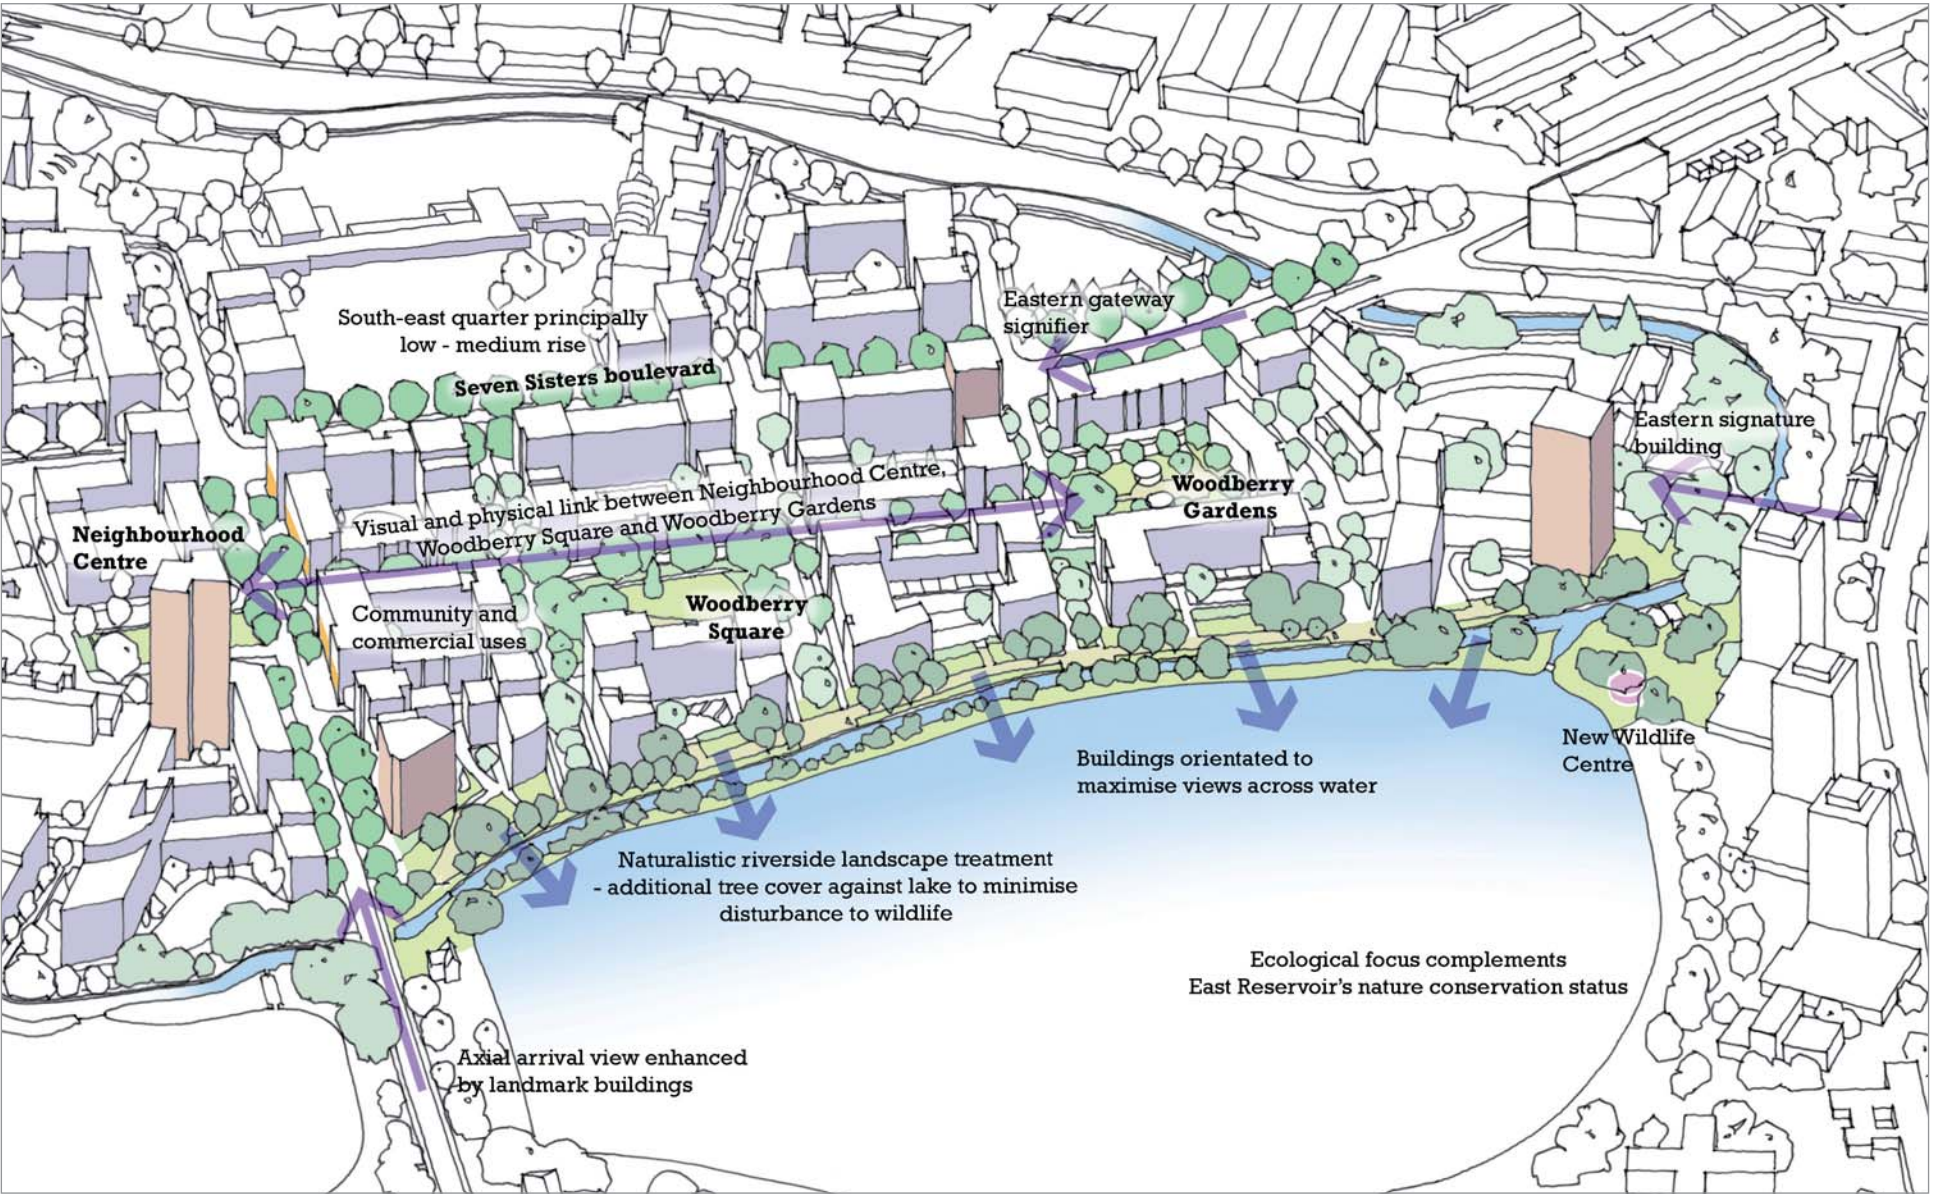 Eastern gateway
signifier
South-east quarter principally
low - medium rise
Seven Sisters boulevard
Eastern signature
building
Visual and physical link between Neighbourhood Centre,
Woodberry Square and Woodberry Gardens
Woodberry
Gardens
Neighbourhood
Centre
Community and
commercial uses
Woodberry
Square
New Wildlife
Centre
Buildings orientated to
maximise views across water
Naturalistic riverside landscape treatment
- additional tree cover against lake to minimise
disturbance to wildlife
Ecological focus complements
East Reservoir's nature conservation status
Axial arrival view enhanced
by landmark buildings